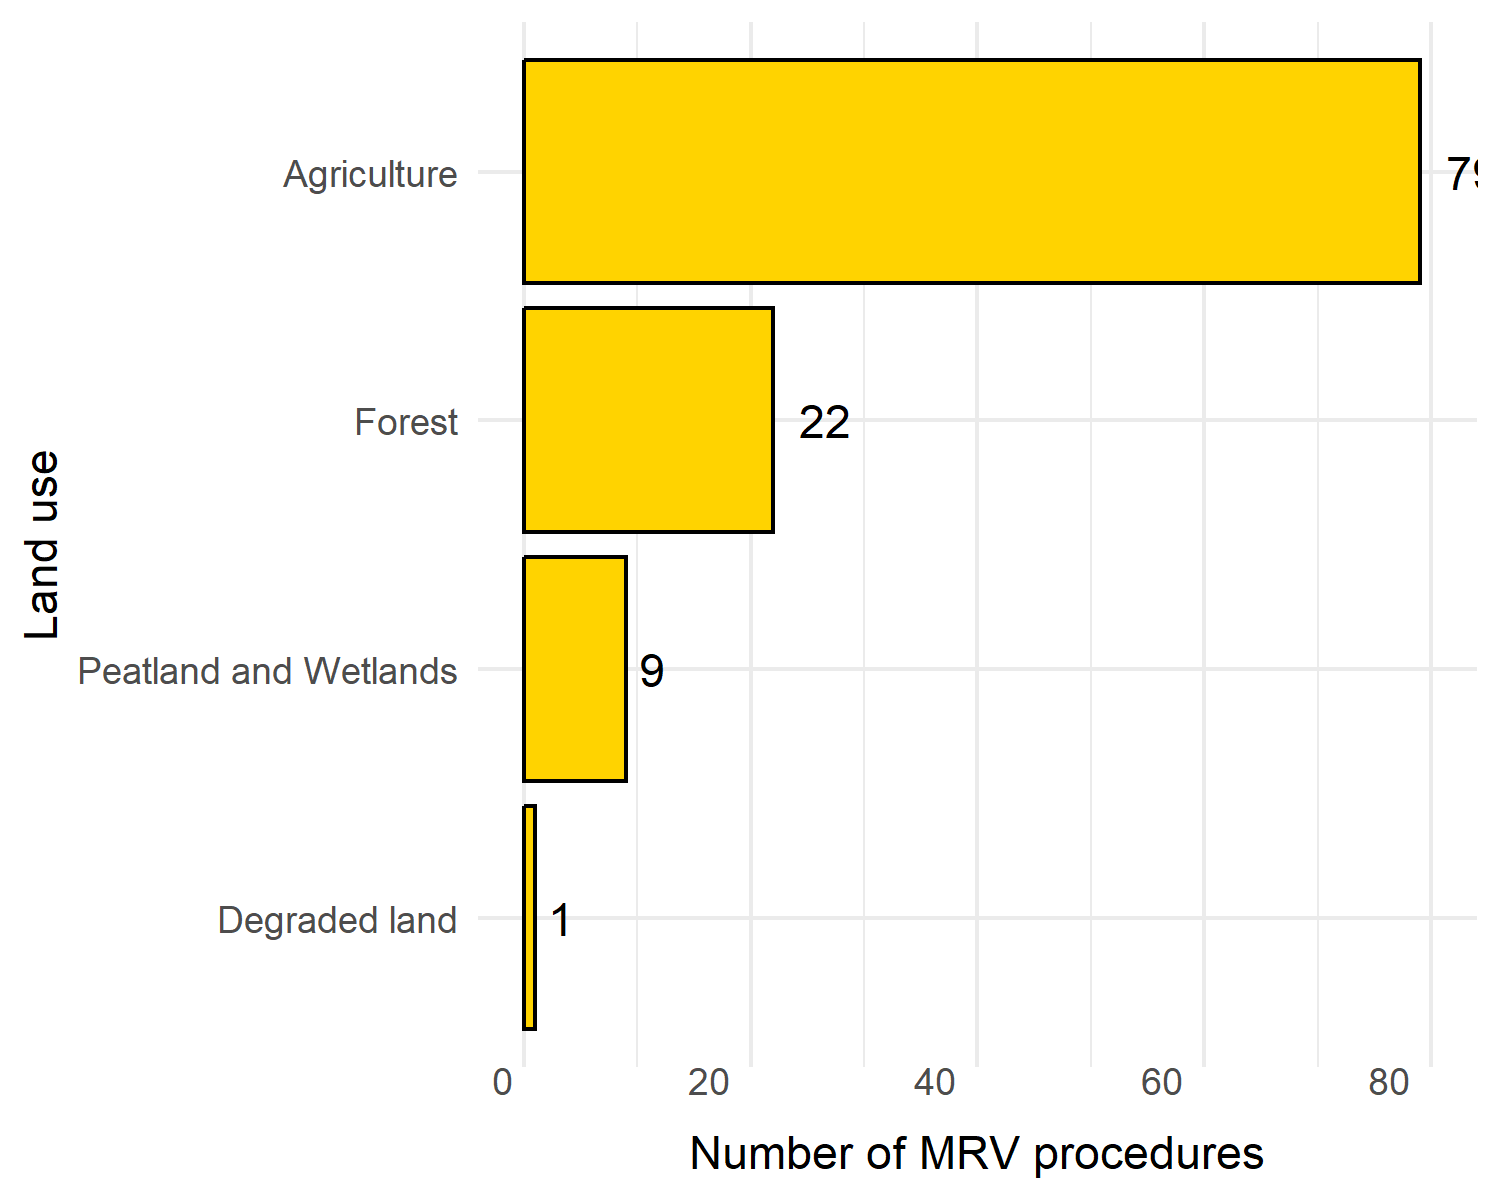 Agriculture
79
Forest
22
Land use
Peatland and Wetlands
9
Degraded land
1
0 20 40 60 80
Number of MRV procedures